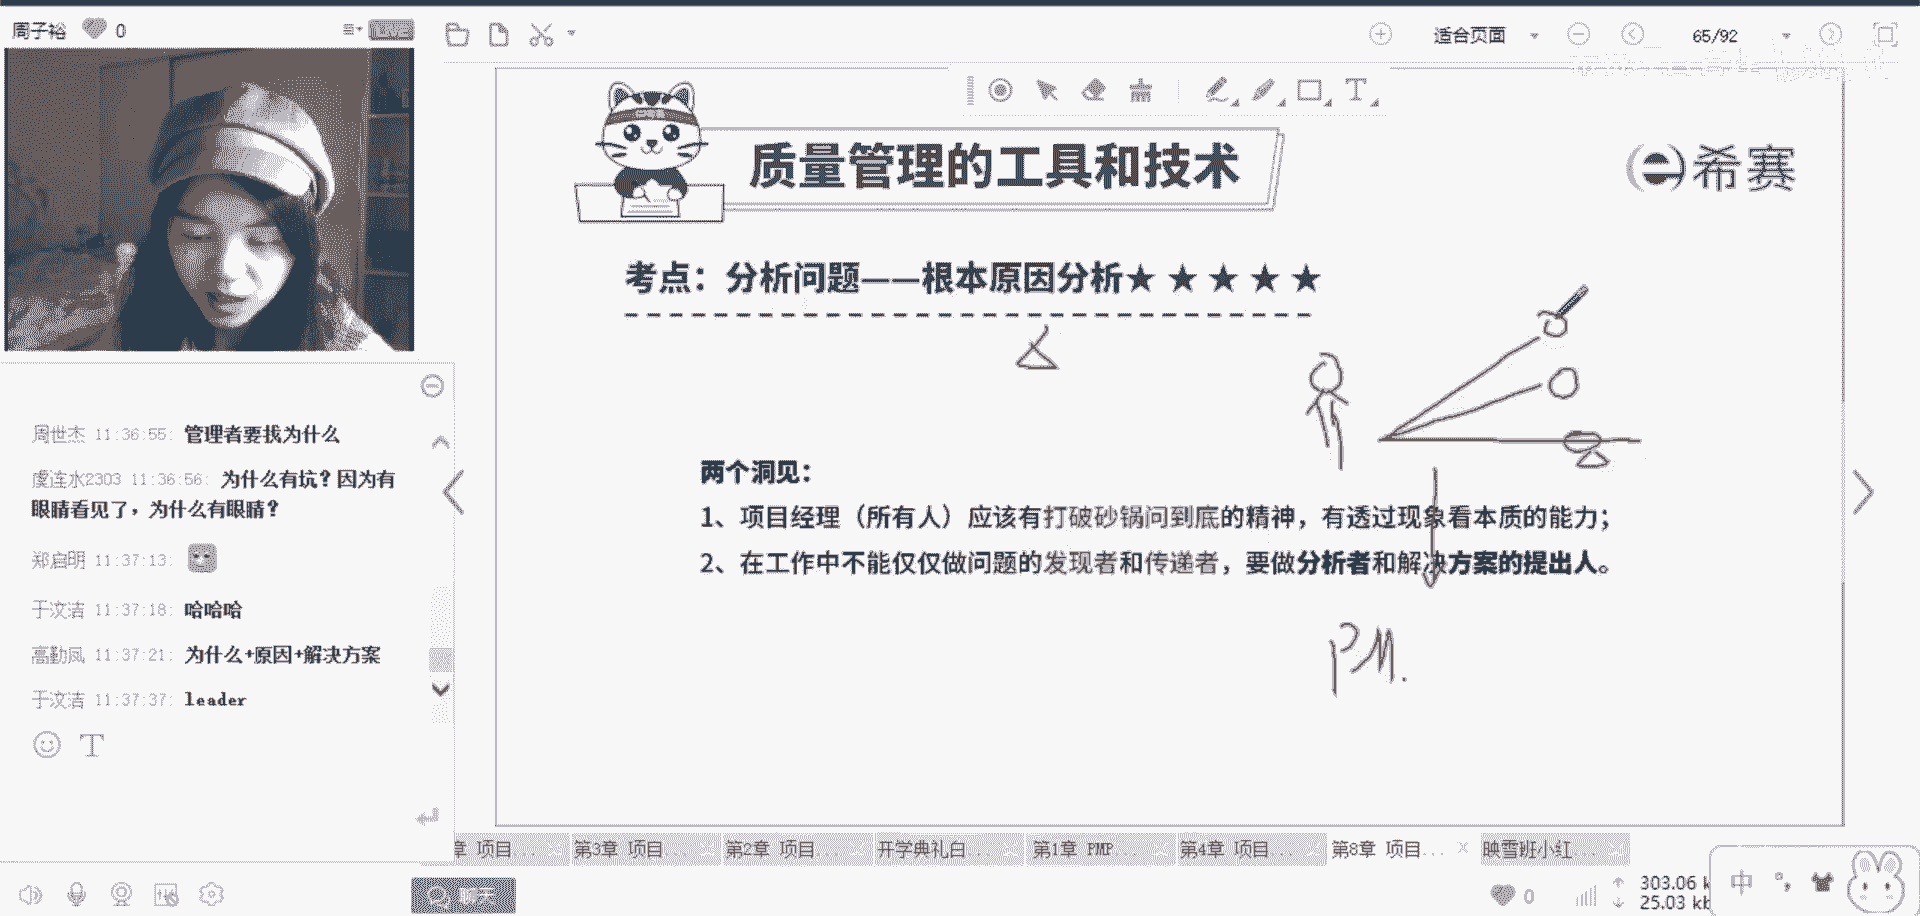 周子裕 0
适合页面
65/92
质量管理的工具和技术
希赛
考点：分析问题——根本原因分析★★★★★
两个洞见：
1、项目经理（所有人）应该有打破砂锅问到底的精神，有透过现象看本质的能力；
2、在工作中不能仅仅做问题的发现者和传递者，要做分析者和解决方案的提出人。
PM.
周世杰 11:36:55: 管理者要找为什么
虞连水2303 11:36:56: 为什么有坑？因为有
眼睛看见了，为什么有眼睛？
郑启明 11:37:13:
于汶洁 11:37:18: 哈哈哈
高勤凤 11:37:21: 为什么+原因+解决方案
于汶洁 11:37:37: leader
章 项目... 第3章 项目... 第2章 项目... 开学典礼白... 第1章 PMP... 第4章 项目... 第8章 项目... × 映雪班小红...
聊天
0
303.06 k
25.03 kb
中